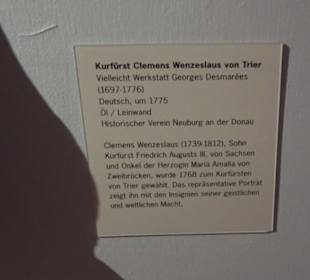 Kurfürst Clemens Wenzeslaus von Trier
Vielleicht Werkstatt Georges Desmarées
(1697-1776)
Deutsch, um 1775
Öl / Leinwand
Historischer Verein Neuburg an der Donau
Clemens Wenzeslaus (1739-1812), Sohn
Kurfürst Friedrich Augusts III. von Sachsen
und Onkel der Herzogin Maria Amalia von
Zweibrücken, wurde 1768 zum Kurfürsten
von Trier gewählt. Das repräsentative Porträt
zeigt ihn mit den Insignien seiner geistlichen
und weltlichen Macht.